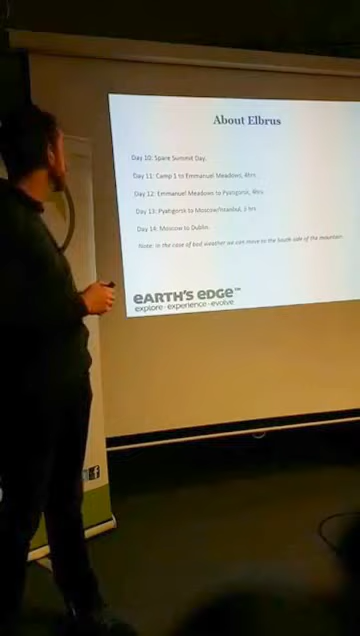 About Elbrus
Day 10: Spare Summit Day.
Day 11: Camp 1 to Emmanuel Meadows, 4hrs.
Day 12: Emmanuel Meadows to Pyatigorsk, 4hrs.
Day 13: Pyahgorsk to Moscow/Istanbul, 3 hrs.
Day 14: Moscow to Dublin.
Note: in the case of bad weather we can move to the South side of the mountain.
eARTH'S eDGE™
explore · experience · evolve
f